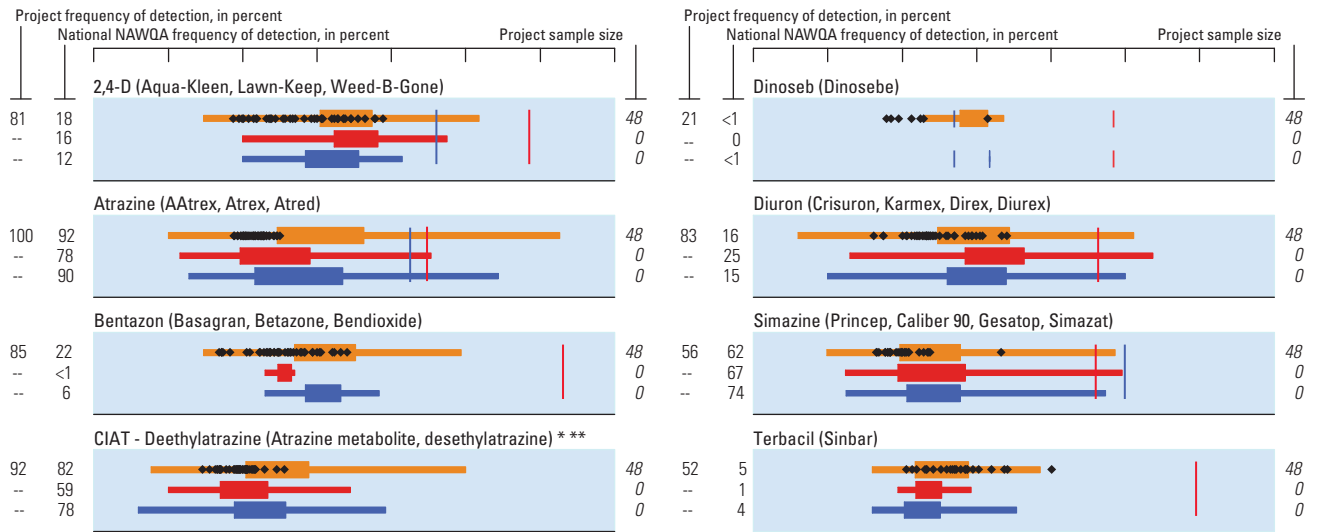 Project frequency of detection, in percent
National NAWQA frequency of detection, in percent Project sample size
2,4-D (Aqua-Kleen, Lawn-Keep, Weed-B-Gone)
81 18 48
-- 16 0
-- 12 0
Atrazine (AAtrex, Atrex, Atred)
100 92 48
-- 78 0
-- 90 0
Bentazon (Basagran, Betazone, Bendioxide)
85 22 48
-- <1 0
-- 6 0
CIAT - Deethylatrazine (Atrazine metabolite, desethylatrazine) * **
92 82 48
-- 59 0
-- 78 0
Project frequency of detection, in percent
National NAWQA frequency of detection, in percent Project sample size
Dinoseb (Dinosebe)
21 <1 48
-- 0 0
-- <1 0
Diuron (Crisuron, Karmex, Direx, Diurex)
83 16 48
-- 25 0
-- 15 0
Simazine (Princep, Caliber 90, Gesatop, Simazat)
56 62 48
-- 67 0
-- 74 0
Terbacil (Sinbar)
52 5 48
-- 1 0
-- 4 0